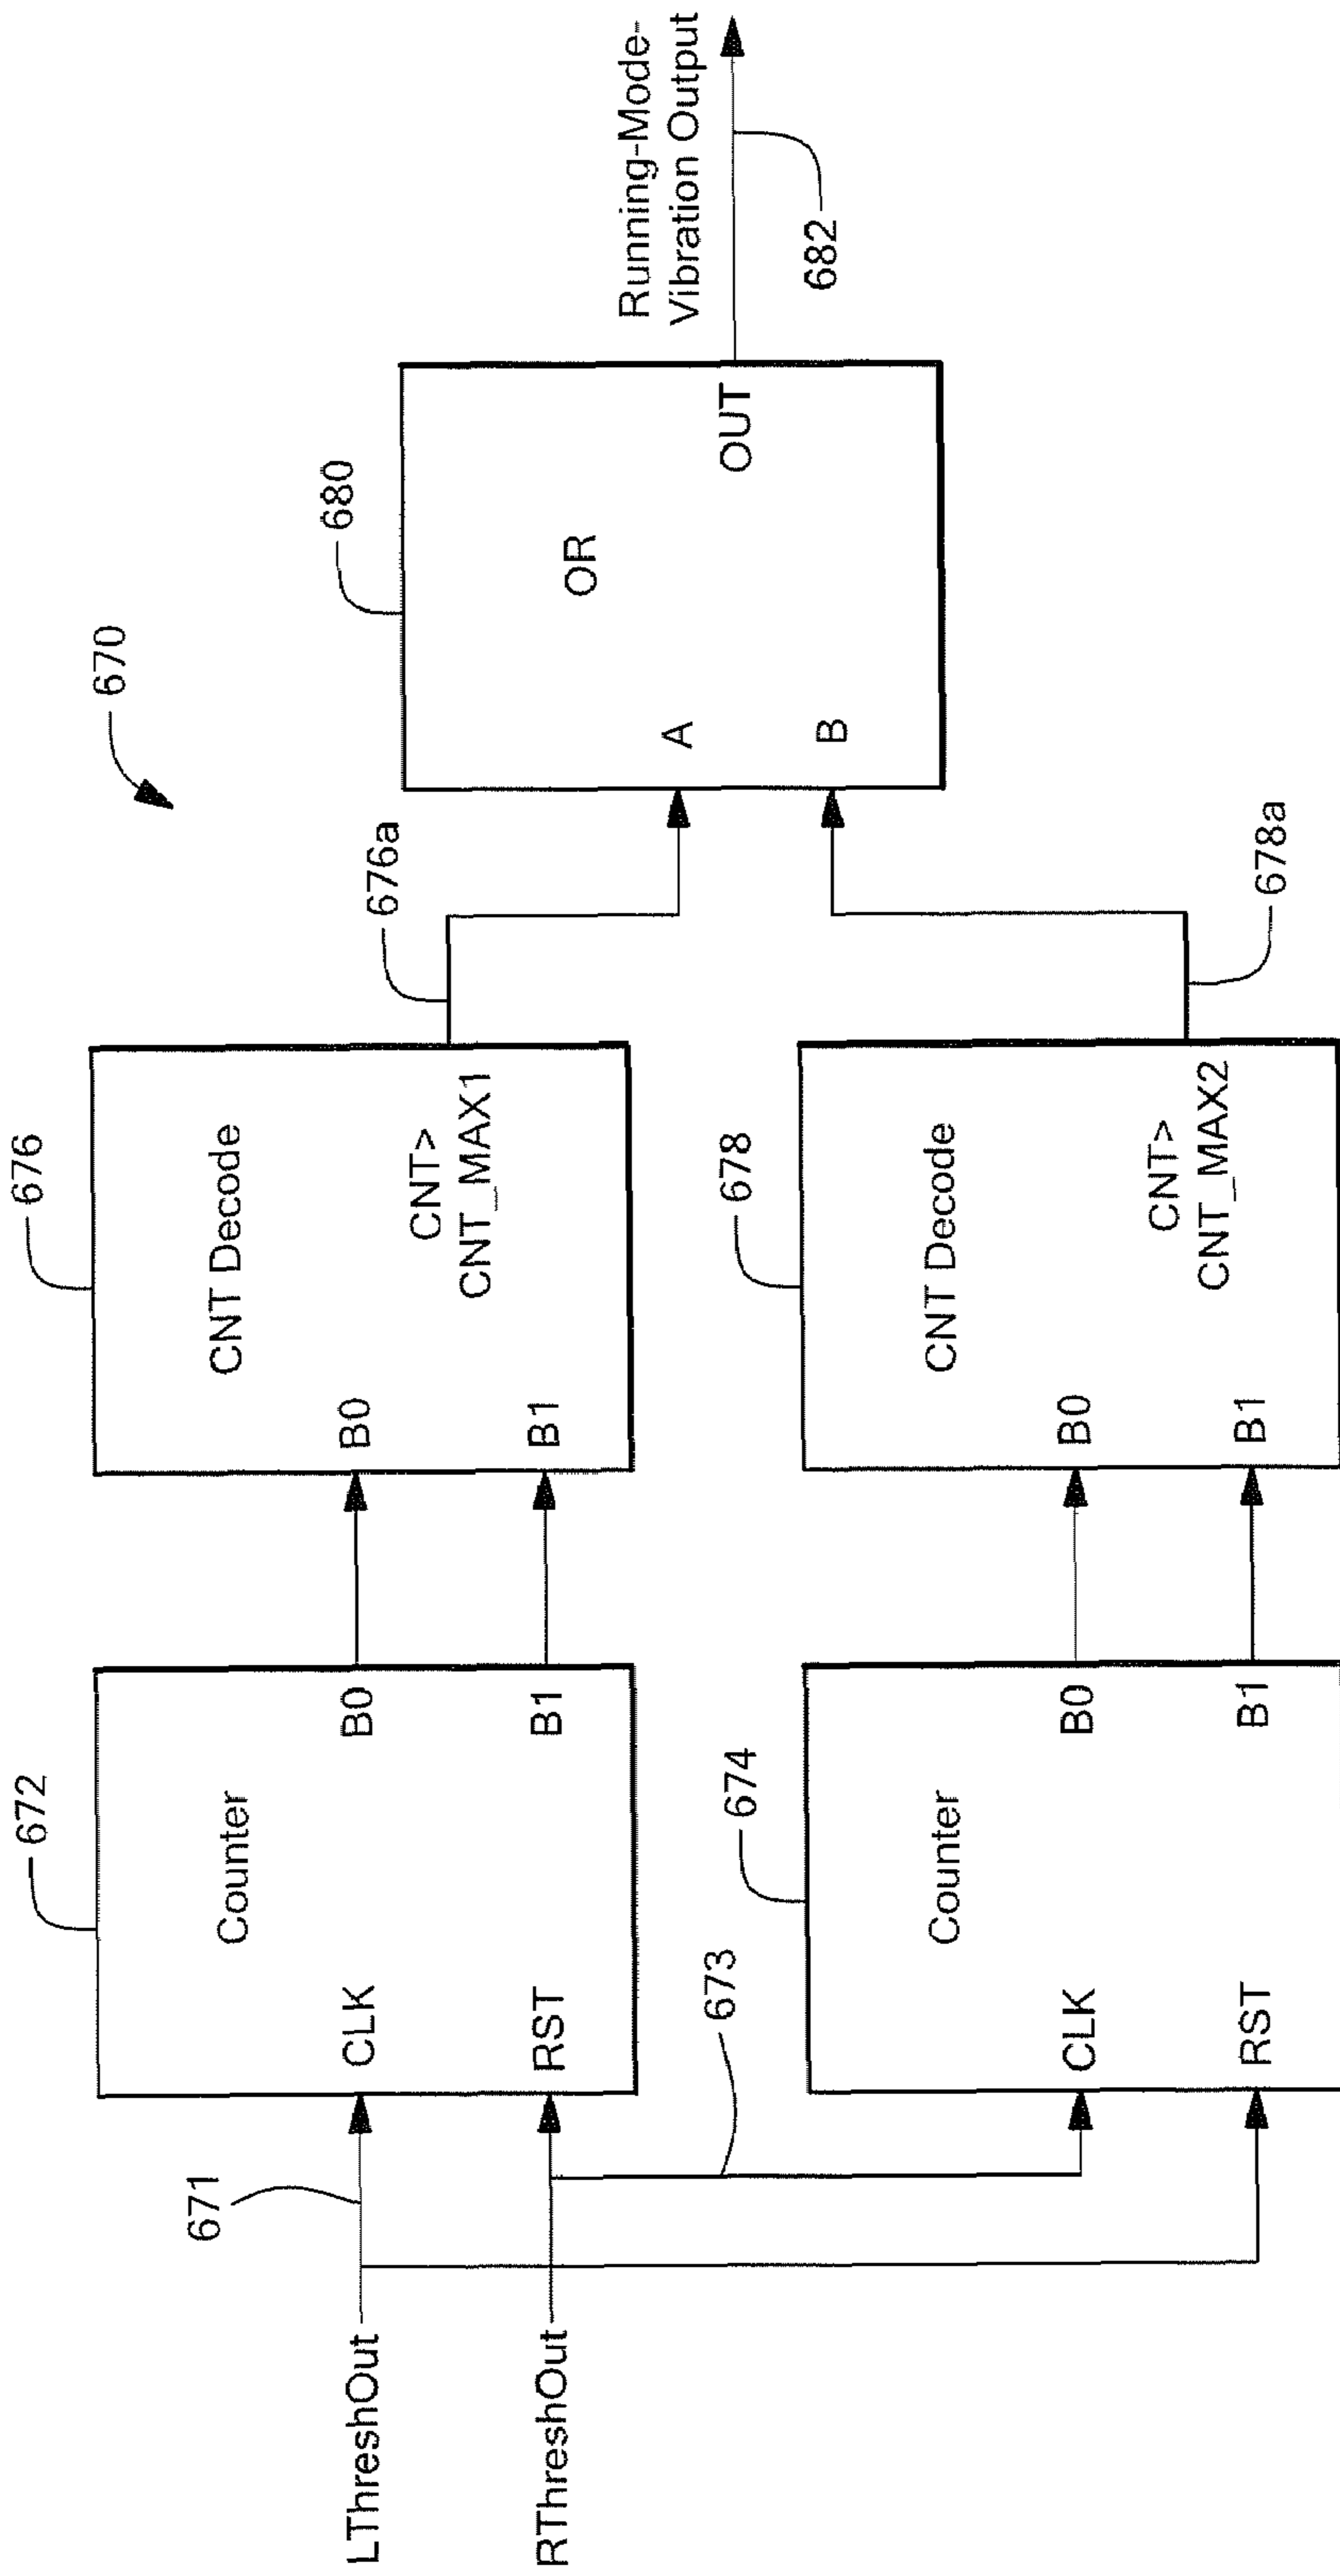 670
672
Counter
CLK
RST
B0
B1
676
CNT Decode
B0
B1
CNT>
CNT_MAX1
676a
680
OR
A
B
OUT
Running-Mode-
Vibration Output
682
LThreshOut
671
RThreshOut
673
674
Counter
CLK
RST
B0
B1
678
CNT Decode
B0
B1
CNT>
CNT_MAX2
678a